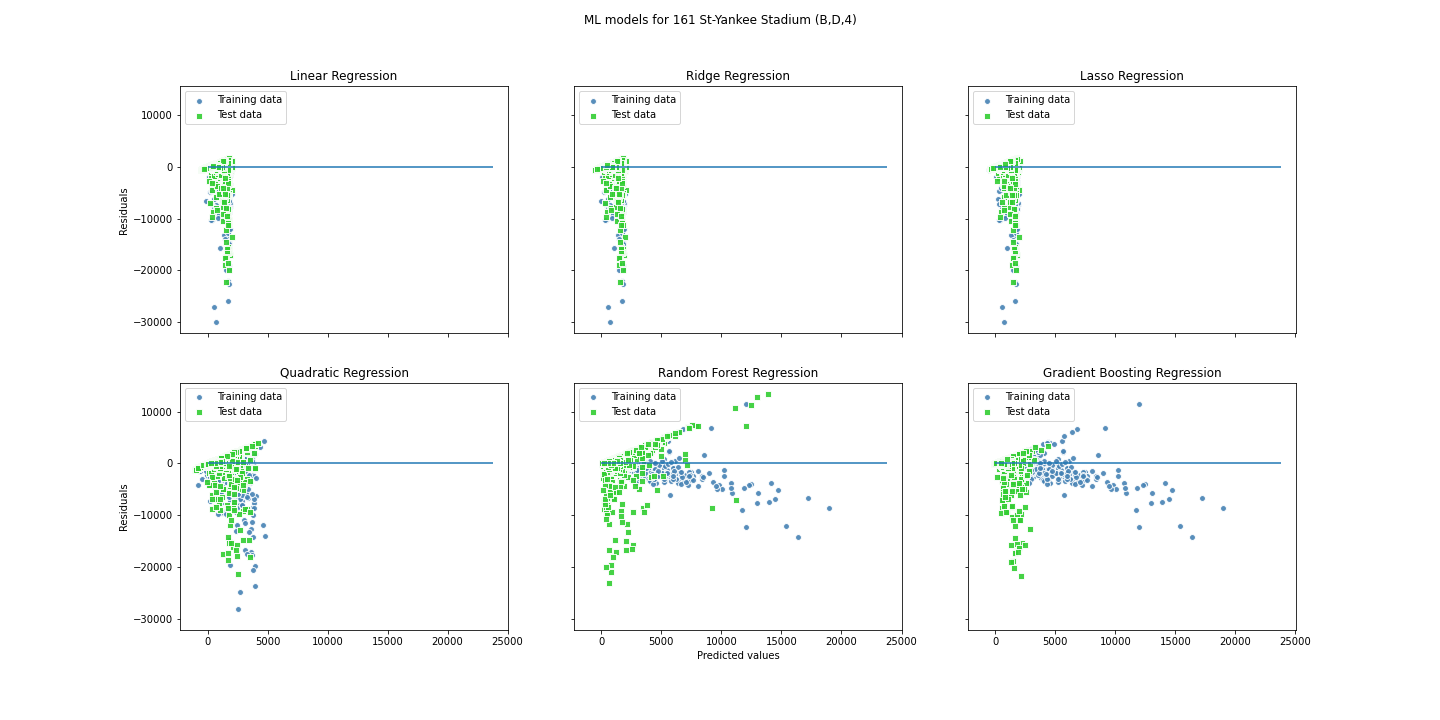 ML models for 161 St-Yankee Stadium (B,D,4)
Linear Regression
Training data
Test data
10000
0
−10000
−20000
−30000
Residuals
Ridge Regression
Training data
Test data
Lasso Regression
Training data
Test data
Quadratic Regression
Training data
Test data
10000
0
−10000
−20000
−30000
Residuals
0 5000 10000 15000 20000 25000
Random Forest Regression
Training data
Test data
0 5000 10000 15000 20000 25000
Predicted values
Gradient Boosting Regression
Training data
Test data
0 5000 10000 15000 20000 25000